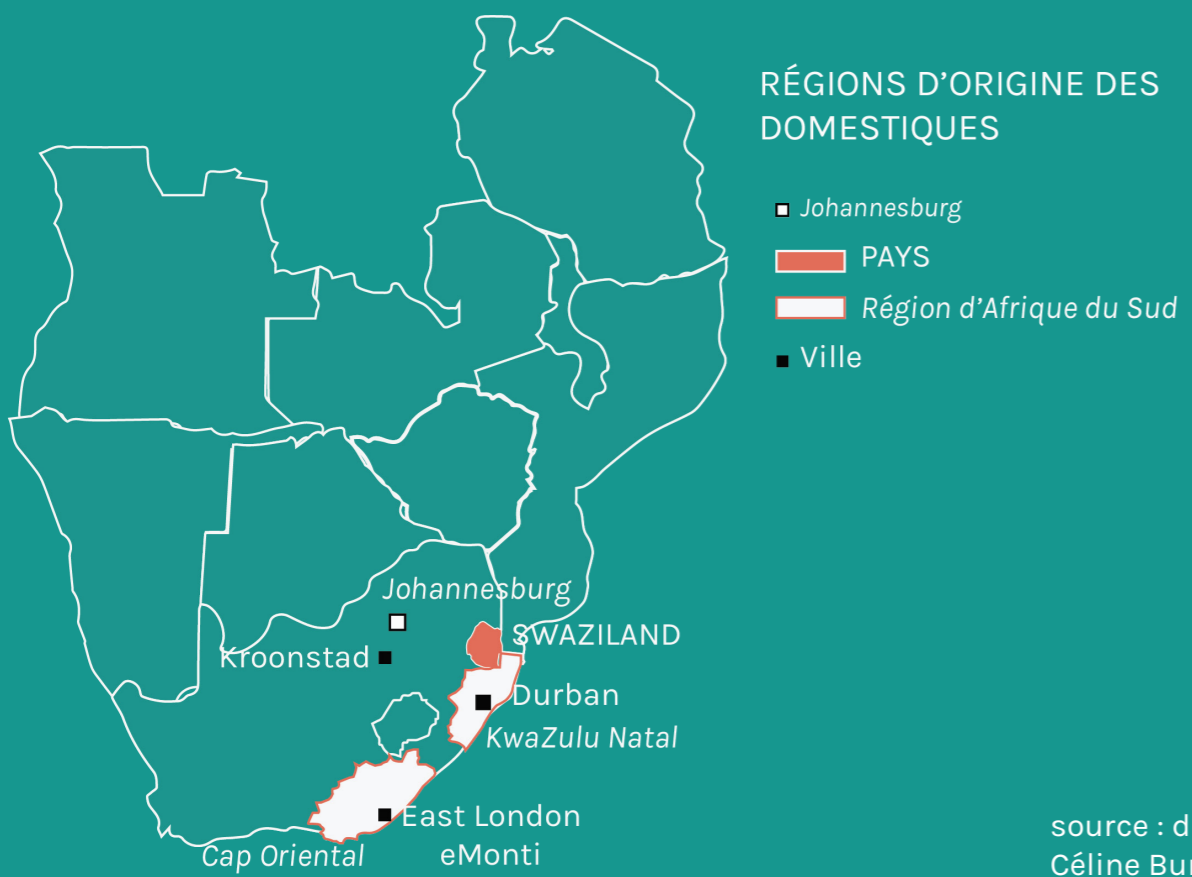 RÉGIONS D'ORIGINE DES
DOMESTIQUES
Johannesburg
PAYS
Région d'Afrique du Sud
Ville
Johannesburg
SWAZILAND
Kroonstad
Durban
KwaZulu Natal
East London
eMonti
Cap Oriental
source :
Céline